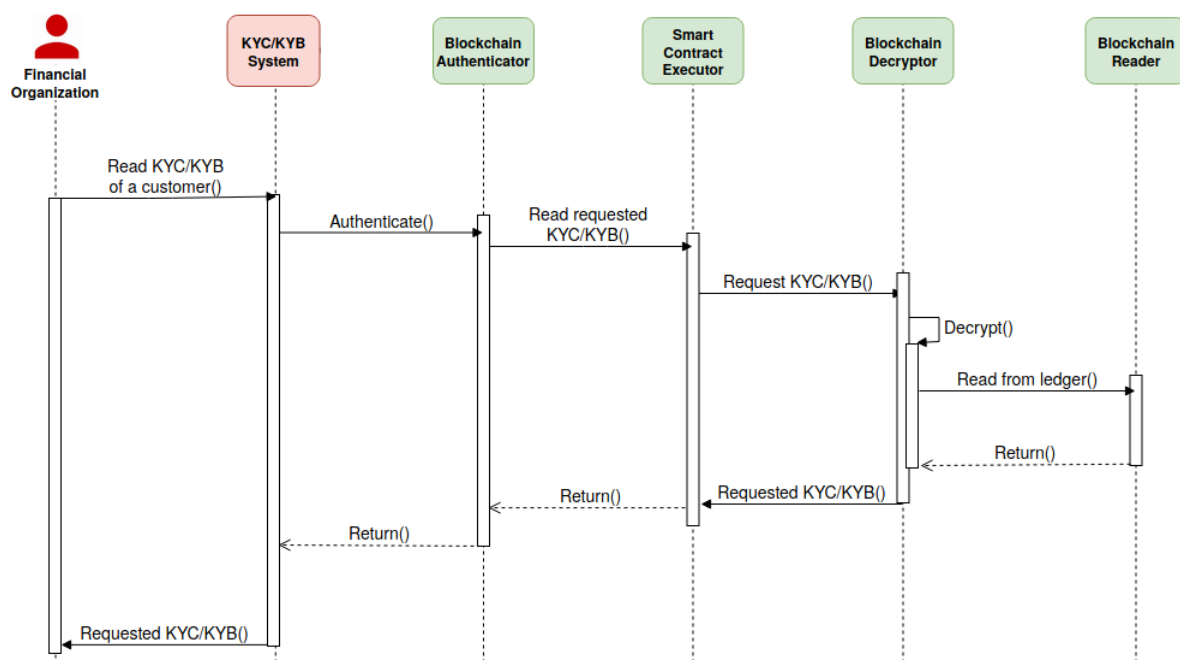 Financial
Organization
KYC/KYB
System
Blockchain
Authenticator
Smart
Contract
Executor
Blockchain
Decryptor
Blockchain
Reader
Read KYC/KYB
of a customer()
Authenticate()
Read requested
KYC/KYB()
Request KYC/KYB()
Decrypt()
Read from ledger()
Return()
Requested KYC/KYB()
Return()
Return()
Requested KYC/KYB()